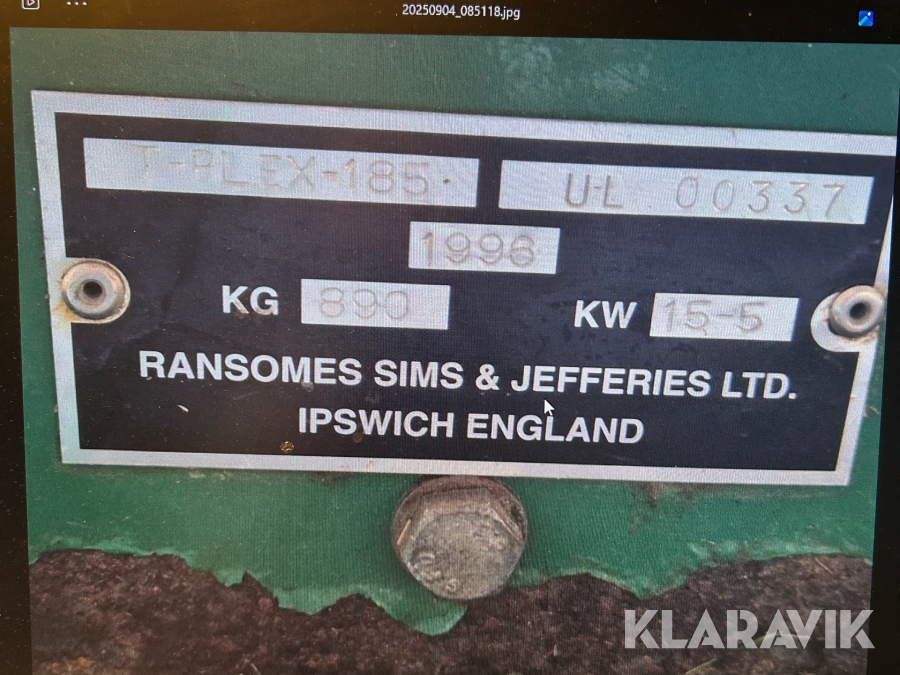 20250904_085118.jpg
T-PLEX-185. U-L 00337
1996
KG 890 KW 15-5
RANSOMES SIMS & JEFFERIES LTD.
IPSWICH ENGLAND
KLARAVIK